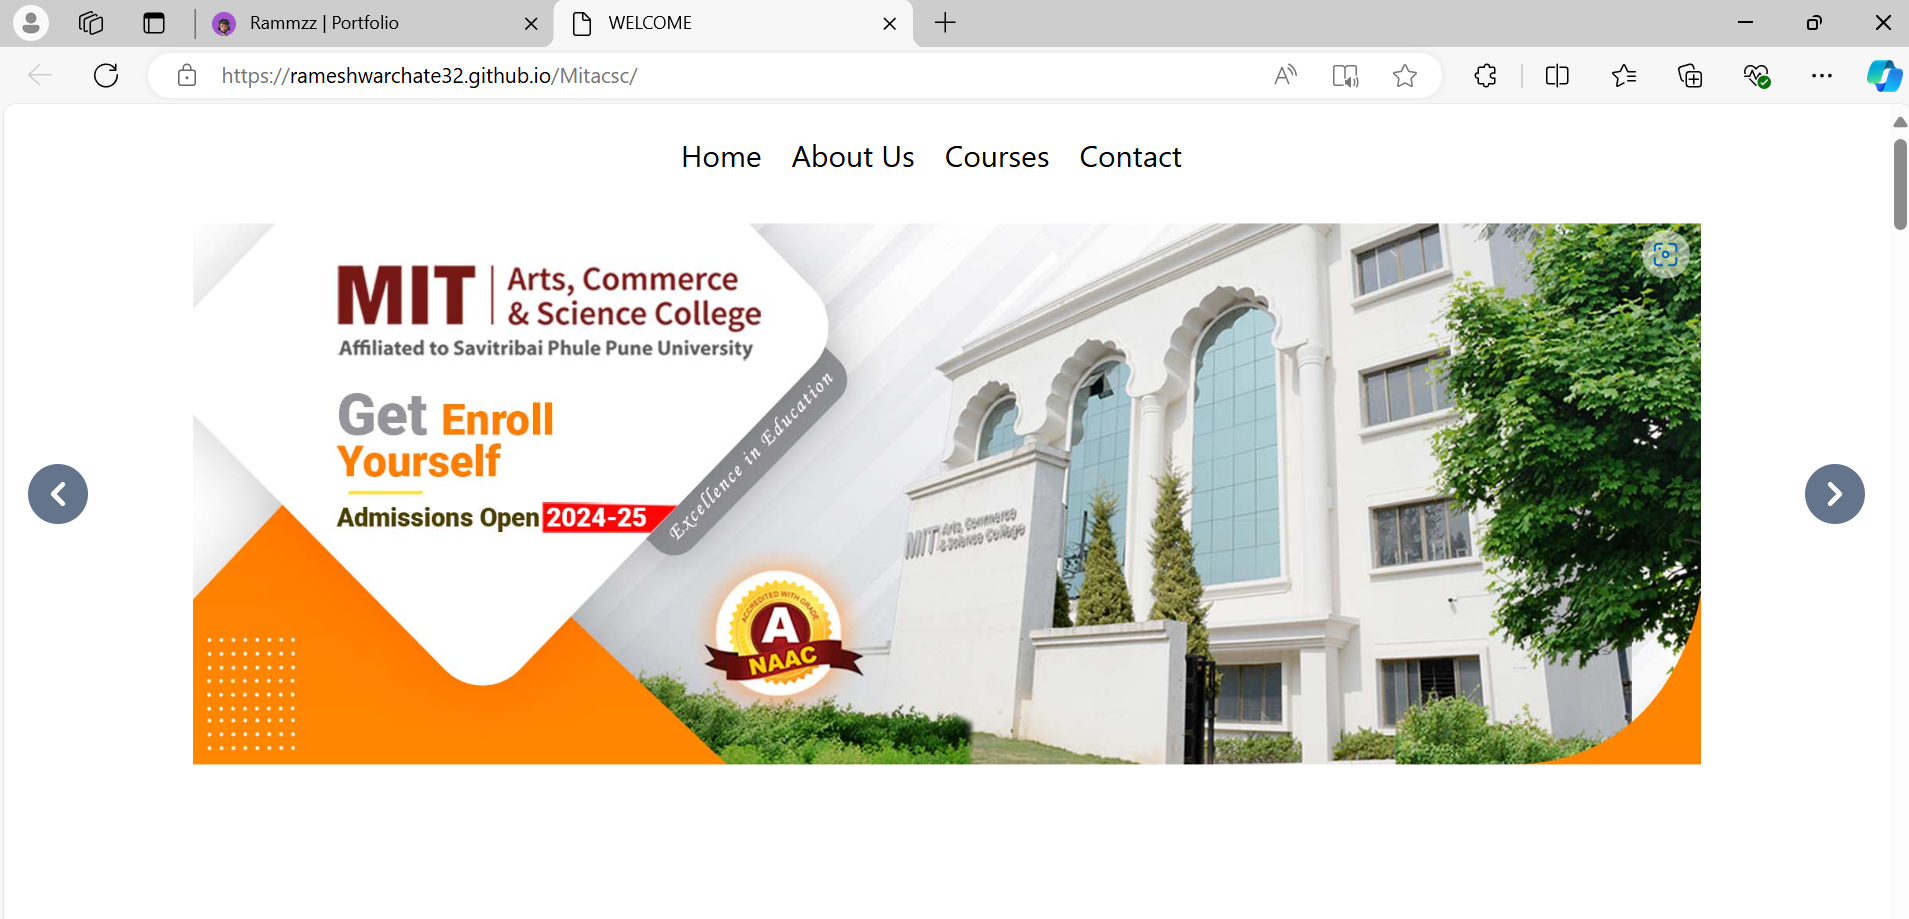 Rammzz | Portfolio
WELCOME
https://rameshwarchate32.github.io/Mitacsc/
Home About Us Courses Contact
MIT Arts, Commerce
& Science College
Affiliated to Savitribai Phule Pune University
Get Enroll
Yourself
Admissions Open 2024-25
Excellence in Education
ACCREDITED WITH GRADE
A
NAAC
MIT Arts, Commerce
& Science College